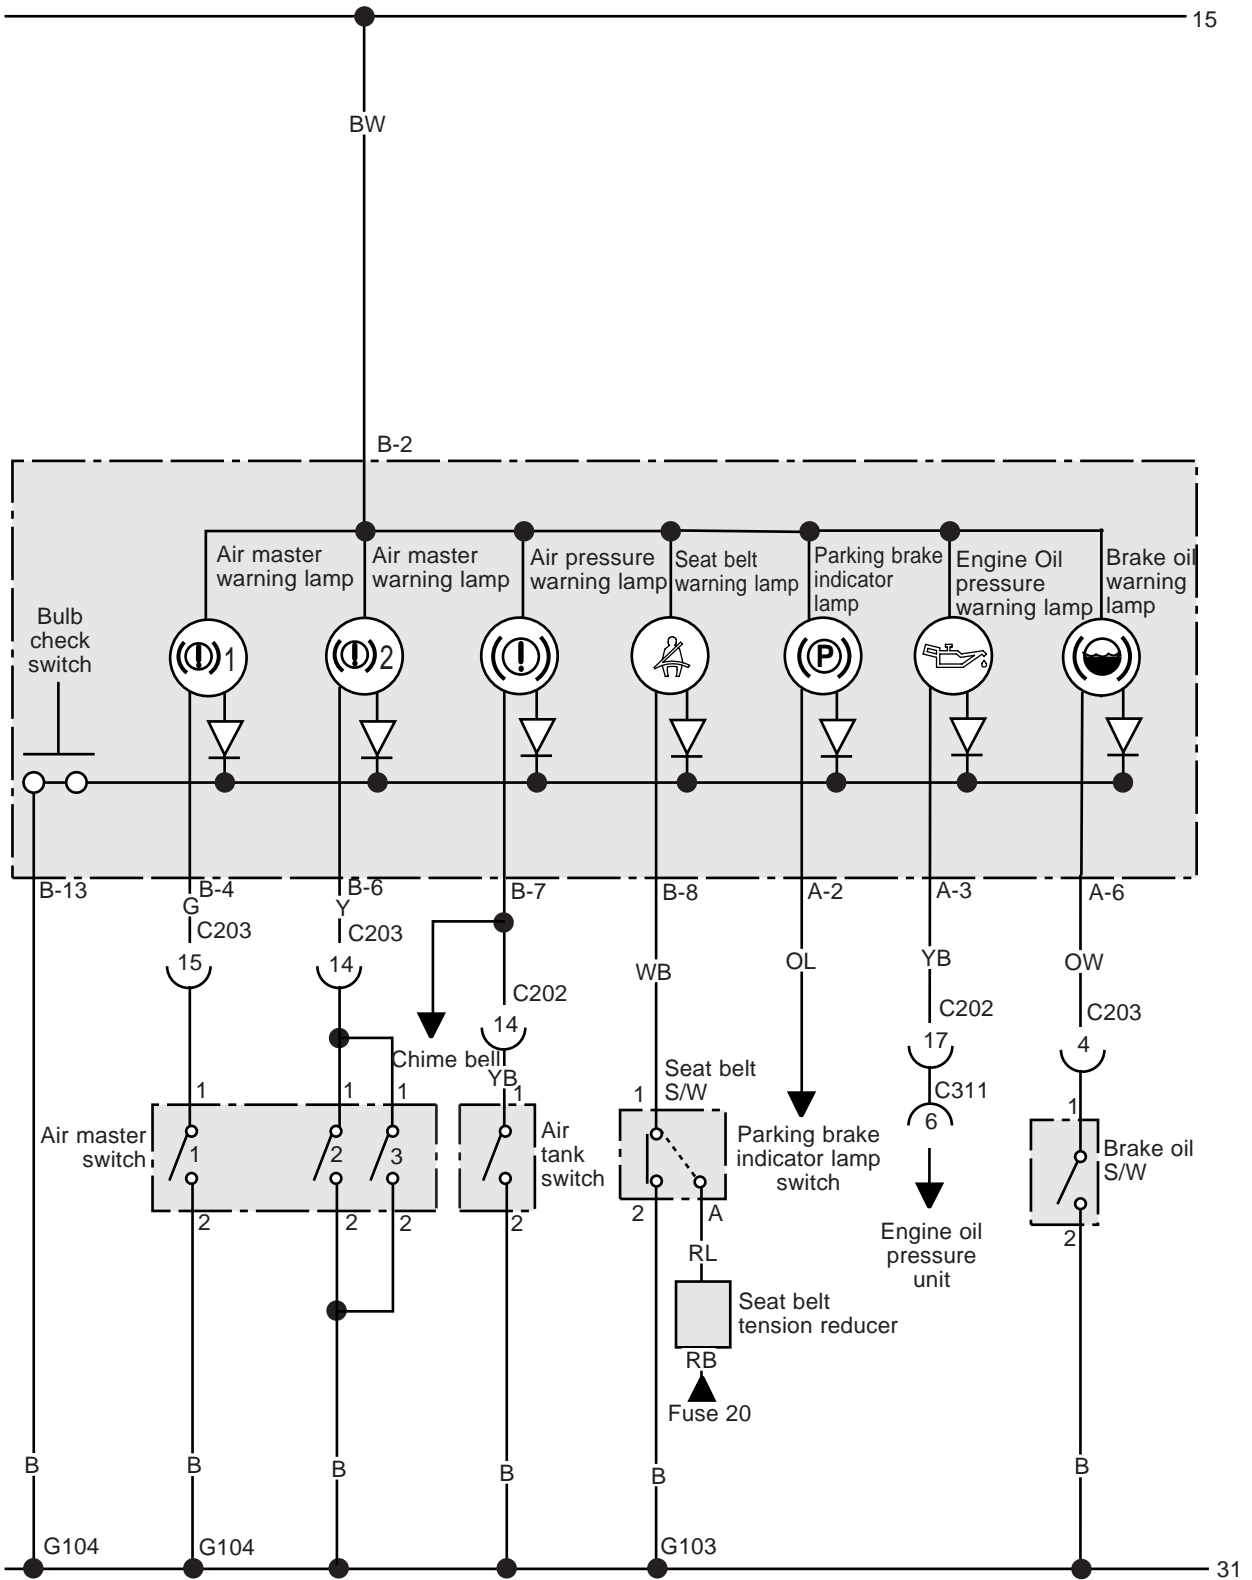 15
BW
B-2
Air master
warning lamp
Air master
warning lamp
Air pressure
warning lamp
Seat belt
warning lamp
Parking brake
indicator
lamp
Engine Oil
pressure
warning lamp
Brake oil
warning
lamp
Bulb
check
switch
1
2
P
B-13
B-4
B-6
B-7
B-8
A-2
A-3
A-6
G
Y
C203
C203
15
14
WB
OL
YB
OW
C202
14
C202
17
C203
4
Chime bell
YB
Seat belt
S/W
C311
6
1
1
1
1
1
1
Air master
switch
1
2
3
Air
tank
switch
Parking brake
indicator lamp
switch
Brake oil
S/W
2
2
2
2
2
A
2
RL
Engine oil
pressure
unit
Seat belt
tension reducer
RB
Fuse 20
B
B
B
B
B
B
G104
G104
G103
31